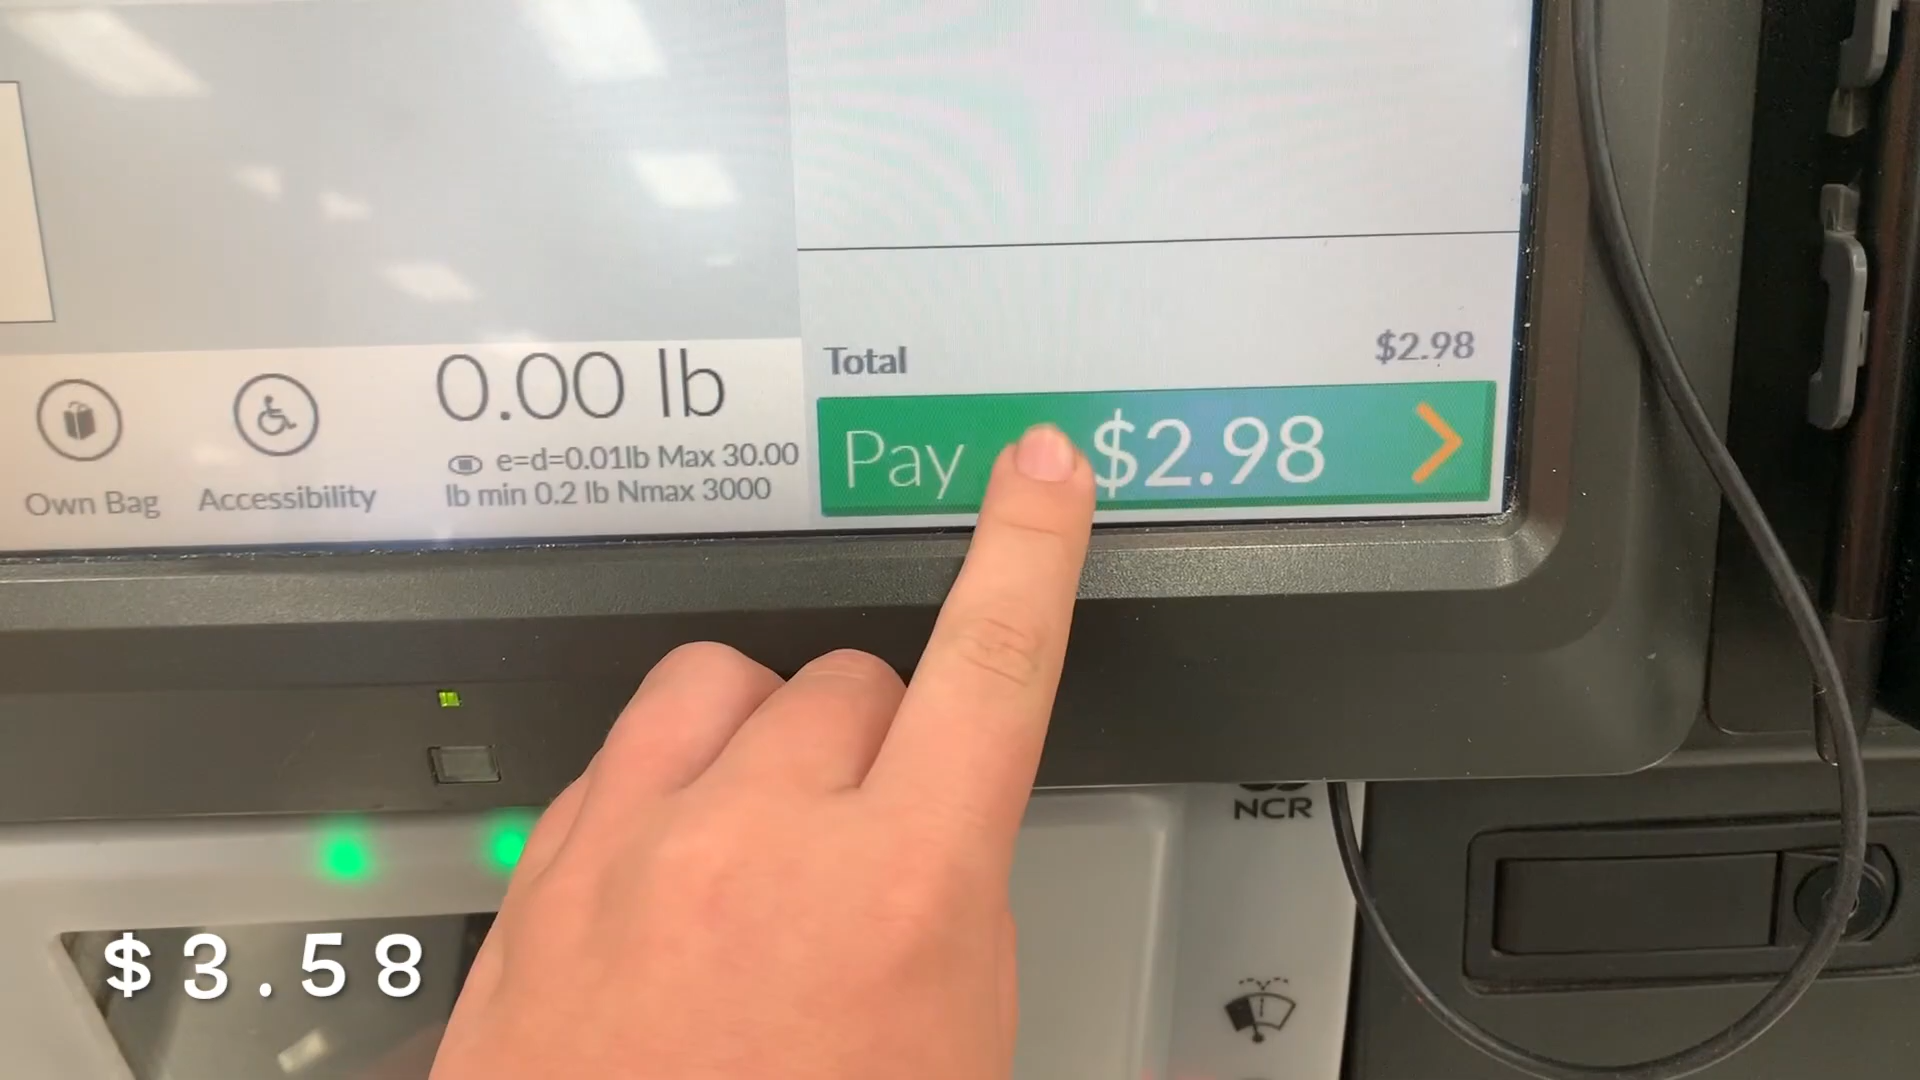 Total $2.98
Pay $2.98
0.00 lb
e=d=0.01lb Max 30.00
lb min 0.2 lb Nmax 3000
Own Bag
Accessibility
NCR
$3.58